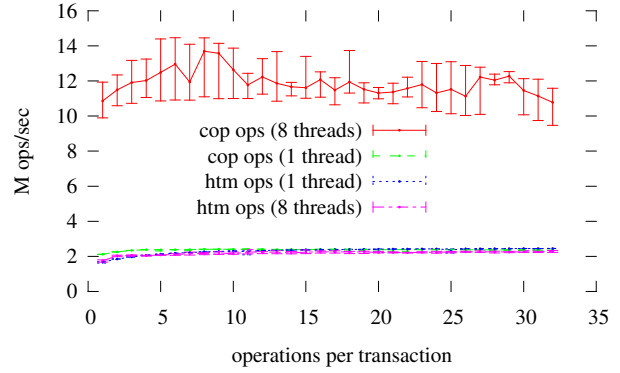 16
14
12
10
8
6
4
2
0
M ops/sec
cop ops (8 threads)
cop ops (1 thread)
htm ops (1 thread)
htm ops (8 threads)
0 5 10 15 20 25 30 35
operations per transaction